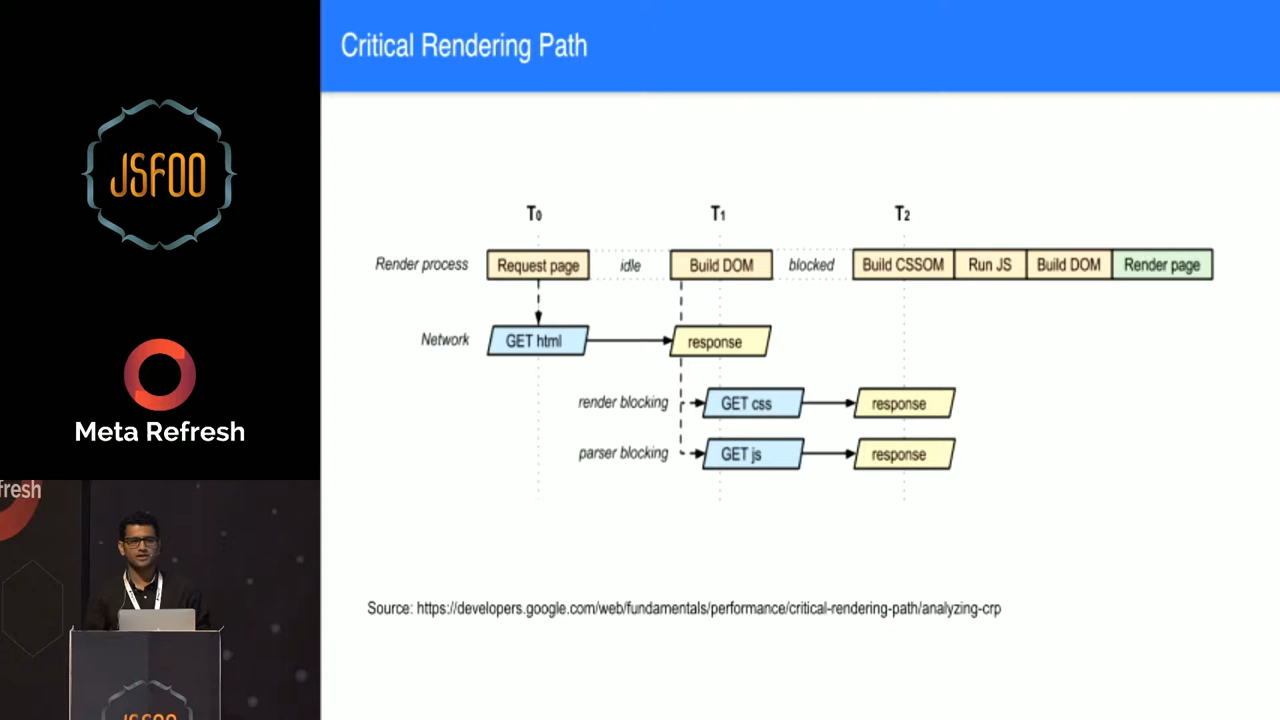 Critical Rendering Path
JSFOO
Meta Refresh
T0 T1 T2
Render process Request page idle Build DOM blocked Build CSSOM Run JS Build DOM Render page
Network GET html response
render blocking GET css response
parser blocking GET js response
Source: https://developers.google.com/web/fundamentals/performance/critical-rendering-path/analyzing-crp
fresh
JSFOO